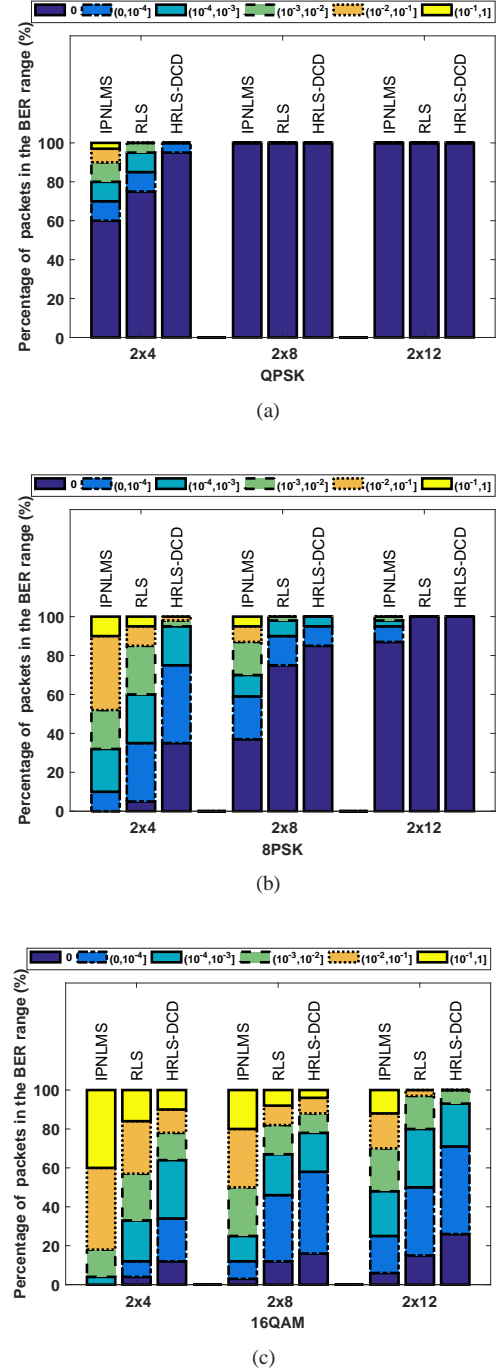 0 (0,10⁻⁴] (10⁻⁴,10⁻³] (10⁻³,10⁻²] (10⁻²,10⁻¹] (10⁻¹,1]
Percentage of packets in the BER range (%)
IPNLMS RLS HRLS-DCD IPNLMS RLS HRLS-DCD IPNLMS RLS HRLS-DCD
100
80
60
40
20
0
2x4 2x8 2x12
QPSK
(a)
0 (0,10⁻⁴] (10⁻⁴,10⁻³] (10⁻³,10⁻²] (10⁻²,10⁻¹] (10⁻¹,1]
Percentage of packets in the BER range (%)
IPNLMS RLS HRLS-DCD IPNLMS RLS HRLS-DCD IPNLMS RLS HRLS-DCD
100
80
60
40
20
0
2x4 2x8 2x12
8PSK
(b)
0 (0,10⁻⁴] (10⁻⁴,10⁻³] (10⁻³,10⁻²] (10⁻²,10⁻¹] (10⁻¹,1]
Percentage of packets in the BER range (%)
IPNLMS RLS HRLS-DCD IPNLMS RLS HRLS-DCD IPNLMS RLS HRLS-DCD
100
80
60
40
20
0
2x4 2x8 2x12
16QAM
(c)